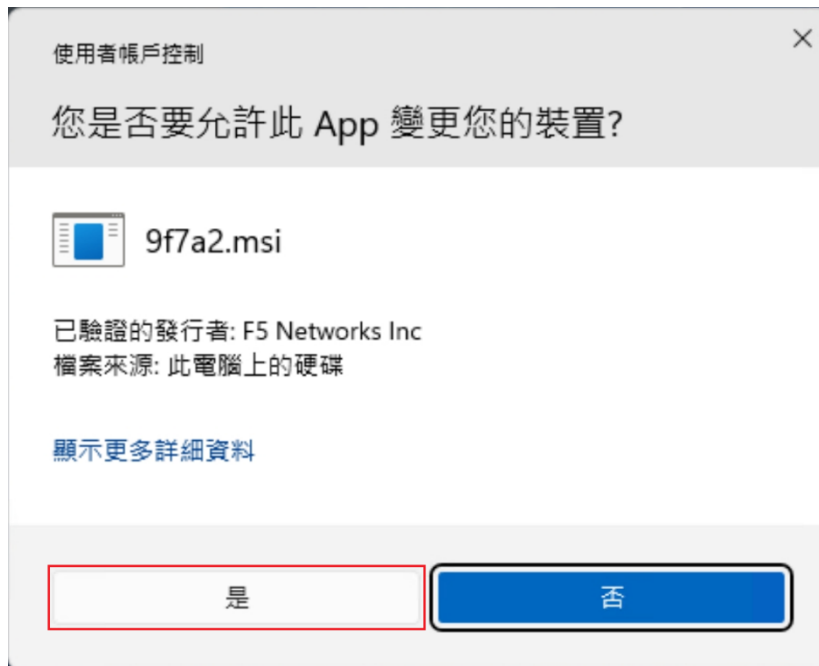 使用者帳戶控制
您是否要允許此 App 變更您的裝置?
9f7a2.msi
已驗證的發行者: F5 Networks Inc
檔案來源: 此電腦上的硬碟
顯示更多詳細資料
是
否